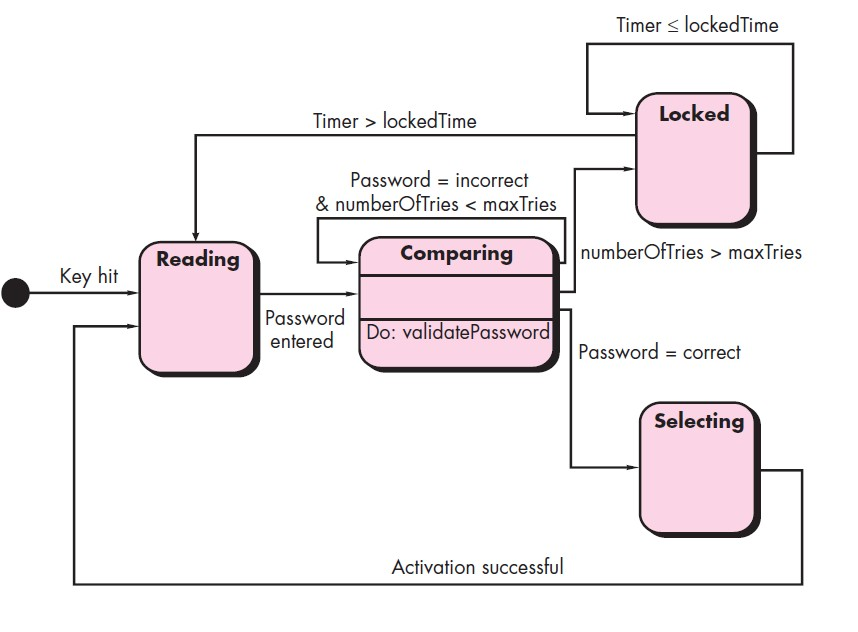 Timer ≤ lockedTime
Locked
Timer > lockedTime
Password = incorrect
& numberOfTries < maxTries
numberOfTries > maxTries
Reading
Comparing
Key hit
Password
entered
Do: validatePassword
Password = correct
Selecting
Activation successful